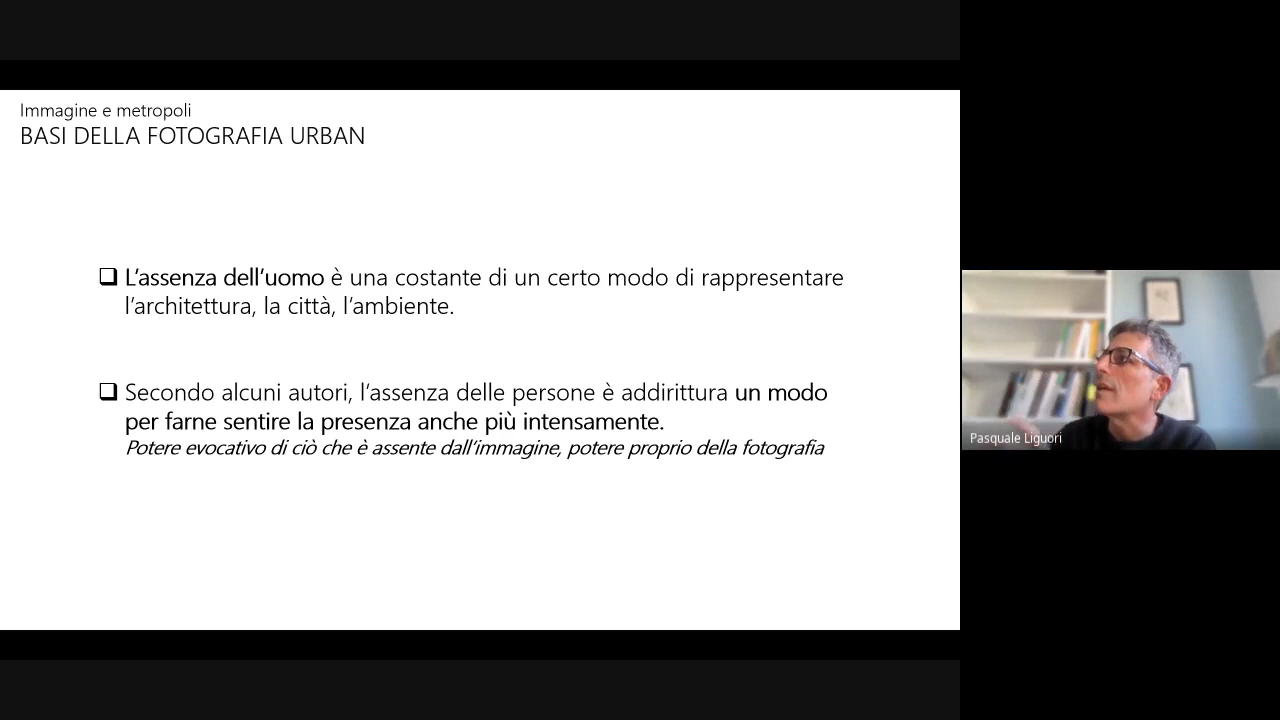 Immagine e metropoli
BASI DELLA FOTOGRAFIA URBAN
L'assenza dell'uomo è una costante di un certo modo di rappresentare
l'architettura, la città, l'ambiente.
Secondo alcuni autori, l'assenza delle persone è addirittura un modo
per farne sentire la presenza anche più intensamente.
Potere evocativo di ciò che è assente dall'immagine, potere proprio della fotografia
Pasquale Liguori